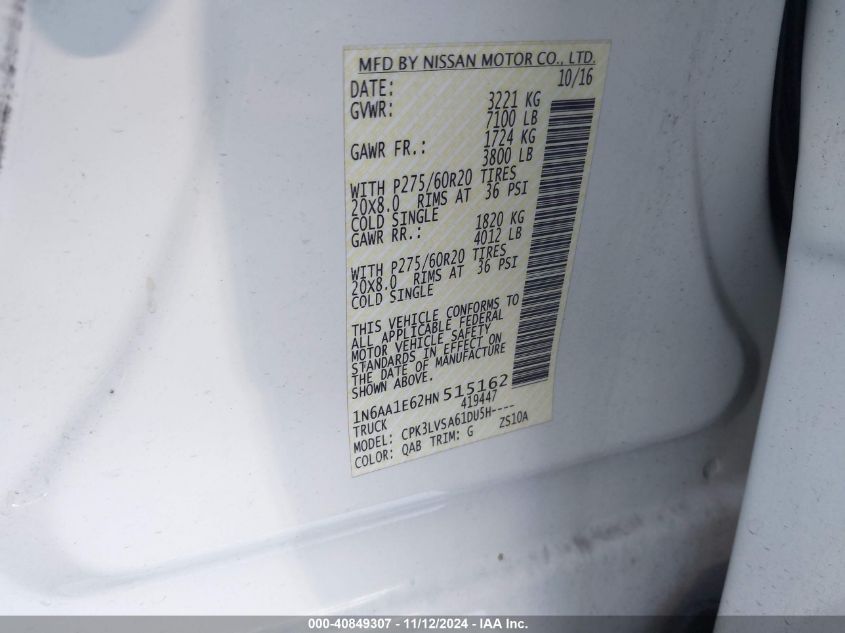 MFD BY NISSAN MOTOR CO., LTD.
DATE: 10/16
GVWR: 3221 KG
7100 LB
GAWR FR.: 1724 KG
3800 LB
WITH P275/60R20 TIRES
20X8.0 RIMS AT 36 PSI
COLD SINGLE
GAWR RR.: 1820 KG
4012 LB
WITH P275/60R20 TIRES
20X8.0 RIMS AT 36 PSI
COLD SINGLE
THIS VEHICLE CONFORMS TO
ALL APPLICABLE FEDERAL
MOTOR VEHICLE SAFETY
STANDARDS IN EFFECT ON
THE DATE OF MANUFACTURE
SHOWN ABOVE.
1N6AA1E62HN515162
TRUCK 419447
MODEL: CPK3LVSA61DU5H----
COLOR: QAB TRIM: G ZS10A
000-40849307 - 11/12/2024 - IAA Inc.